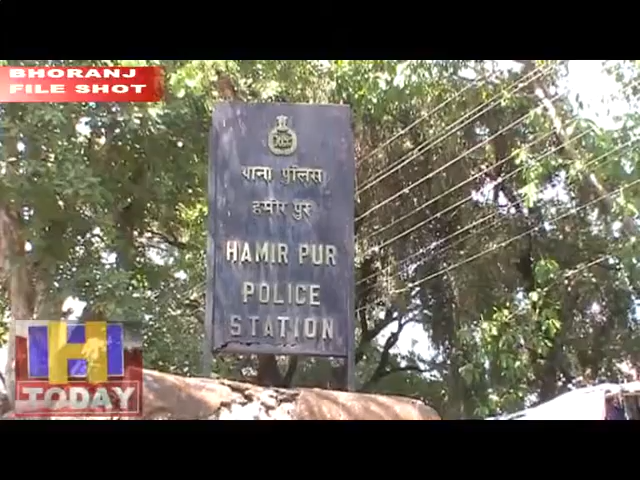 BHORANJ
FILE SHOT
थाना पुलिस
हमीर पुर
HAMIR PUR
POLICE
STATION
H
TODAY